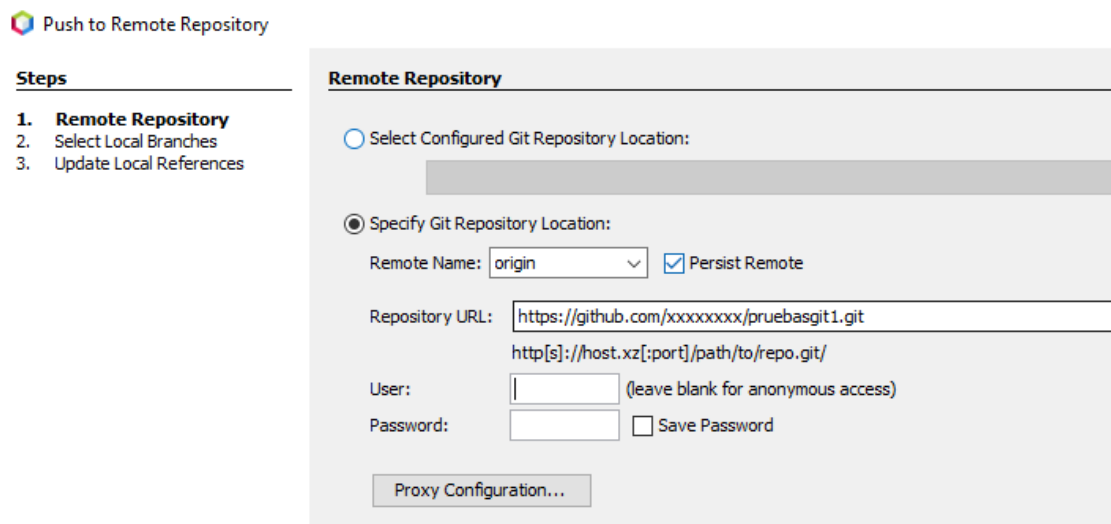 Push to Remote Repository
Steps
1. Remote Repository
2. Select Local Branches
3. Update Local References
Remote Repository
Select Configured Git Repository Location:
Specify Git Repository Location:
Remote Name: origin Persist Remote
Repository URL: https://github.com/xxxxxxxx/pruebasgit1.git
http[s]://host.xz[:port]/path/to/repo.git/
User: (leave blank for anonymous access)
Password: Save Password
Proxy Configuration...